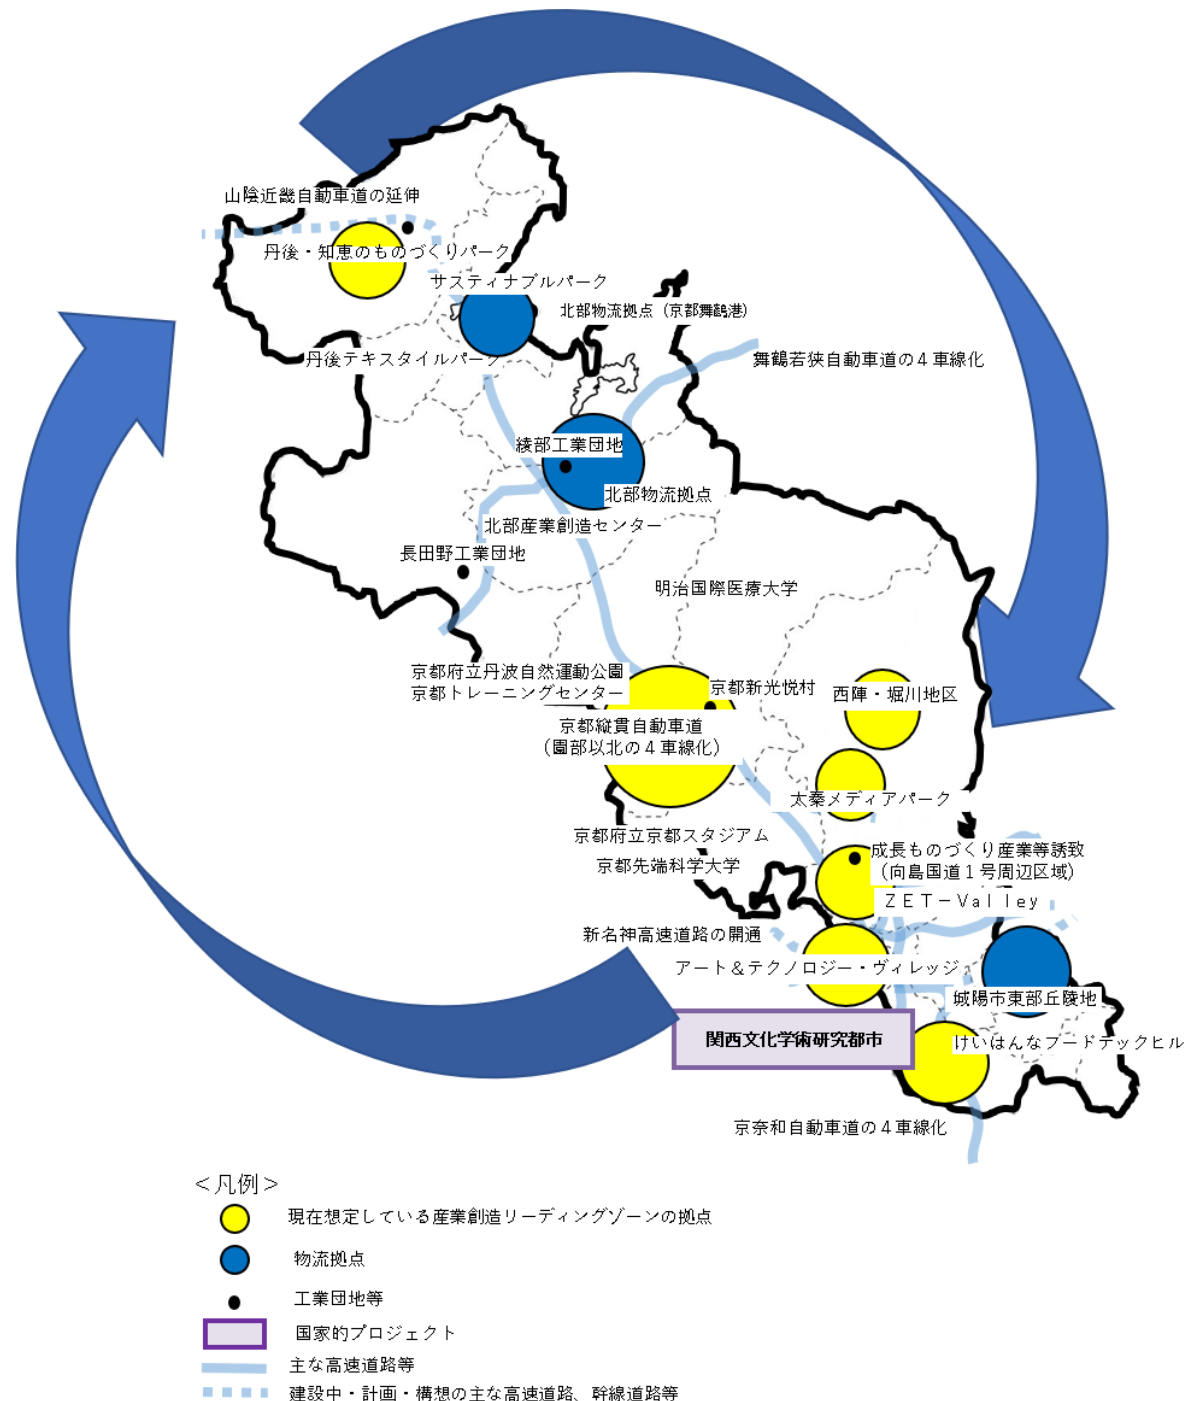 山陰近畿自動車道の延伸
丹後・知恵のものづくりパーク
サスティナブルパーク
北部物流拠点（京都舞鶴港）
丹後テキスタイルパーク
舞鶴若狭自動車道の４車線化
綾部工業団地
北部物流拠点
北部産業創造センター
長田野工業団地
明治国際医療大学
京都府立丹波自然運動公園
京都トレーニングセンター
京都新光悦村
西陣・堀川地区
京都縦貫自動車道
（園部以北の４車線化）
太秦メディアパーク
京都府立京都スタジアム
成長ものづくり産業等誘致
（向島国道１号周辺区域）
京都先端科学大学
ＺＥＴ－Ｖａｌｌｅｙ
新名神高速道路の開通
アート＆テクノロジー・ヴィレッジ
城陽市東部丘陵地
関西文化学術研究都市
けいはんなフードテックヒル
京奈和自動車道の４車線化
＜凡例＞
現在想定している産業創造リーディングゾーンの拠点
物流拠点
工業団地等
国家的プロジェクト
主な高速道路等
建設中・計画・構想の主な高速道路、幹線道路等